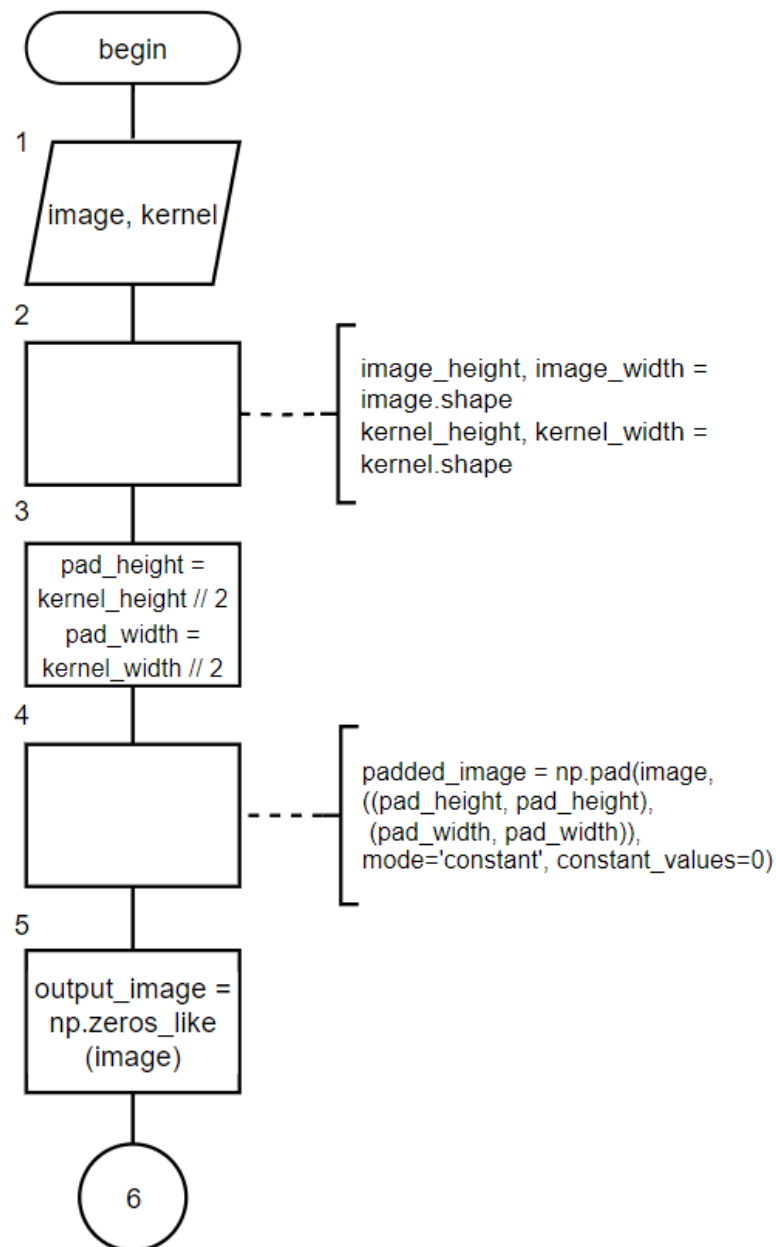 begin
1
image, kernel
2
image_height, image_width =
image.shape
kernel_height, kernel_width =
kernel.shape
3
pad_height =
kernel_height // 2
pad_width =
kernel_width // 2
4
padded_image = np.pad(image,
((pad_height, pad_height),
(pad_width, pad_width)),
mode='constant', constant_values=0)
5
output_image =
np.zeros_like
(image)
6